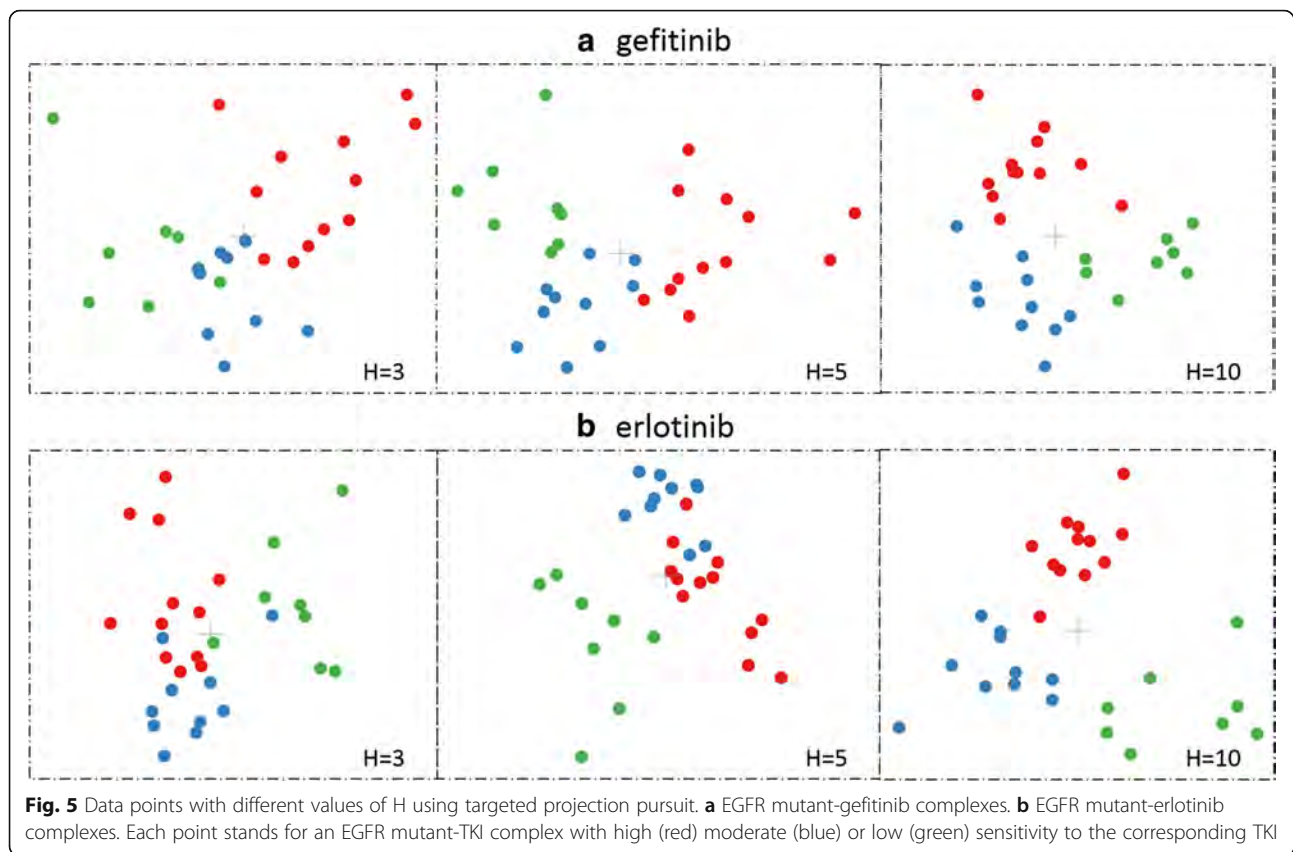 a gefitinib
H=3
H=5
H=10
b erlotinib
H=3
H=5
H=10
Fig. 5 Data points with different values of H using targeted projection pursuit. a EGFR mutant-gefitinib complexes. b EGFR mutant-erlotinib
complexes. Each point stands for an EGFR mutant-TKI complex with high (red) moderate (blue) or low (green) sensitivity to the corresponding TKI